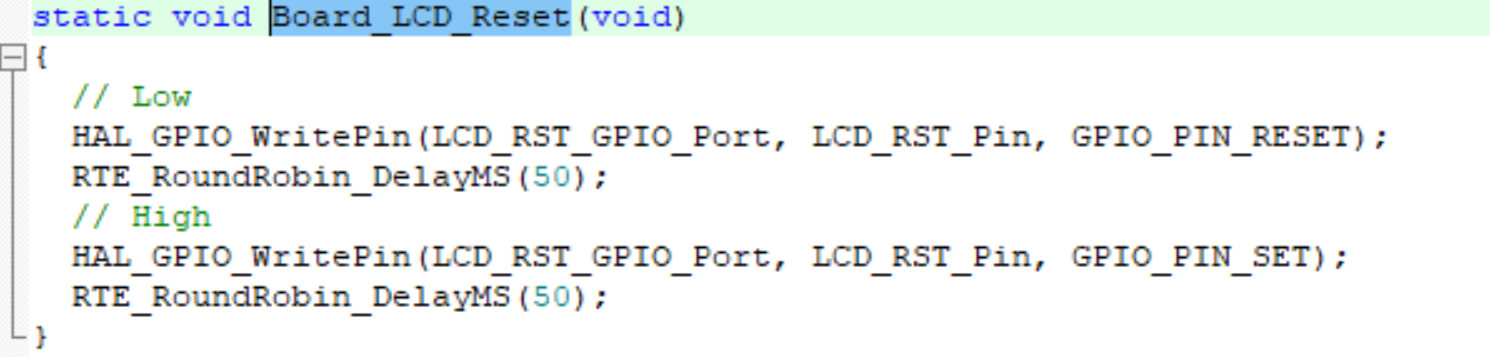 static void Board_LCD_Reset(void)
{
// Low
HAL_GPIO_WritePin(LCD_RST_GPIO_Port, LCD_RST_Pin, GPIO_PIN_RESET);
RTE_RoundRobin_DelayMS(50);
// High
HAL_GPIO_WritePin(LCD_RST_GPIO_Port, LCD_RST_Pin, GPIO_PIN_SET);
RTE_RoundRobin_DelayMS(50);
}